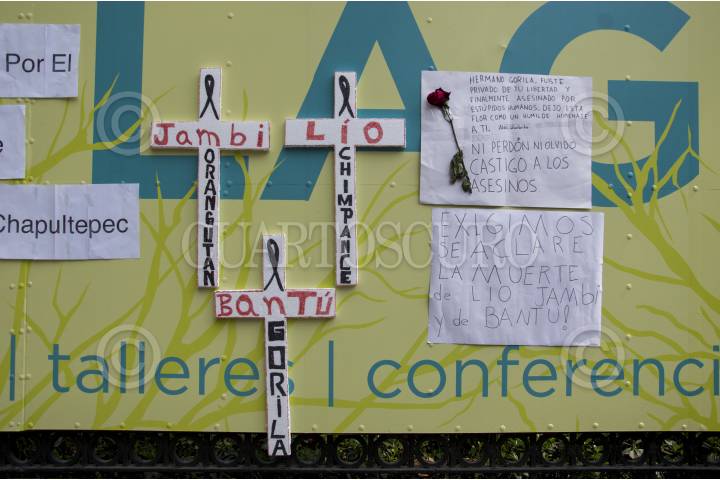 Por El
LAG
e
Chapultepec
Jambi
ORANGUTAN
LÍO
CHIMPANCE
BANTÚ
GORILA
HERMANO GORILA, FUISTE
PRIVADO DE TU LIBERTAD Y
FINALMENTE ASESINADO POR
ESTÚPIDOS HUMANOS. DEJO ESTA
FLOR COMO UN HUMILDE HOMENAJE
A TI.
NI PERDÓN NI OLVIDO
CASTIGO A LOS
ASESINOS
EXIGIMOS
SE ACLARE
LA MUERTE
de LIO JAMbi
y de BANTU!
CUARTOSCURO
| talleres | conferenci